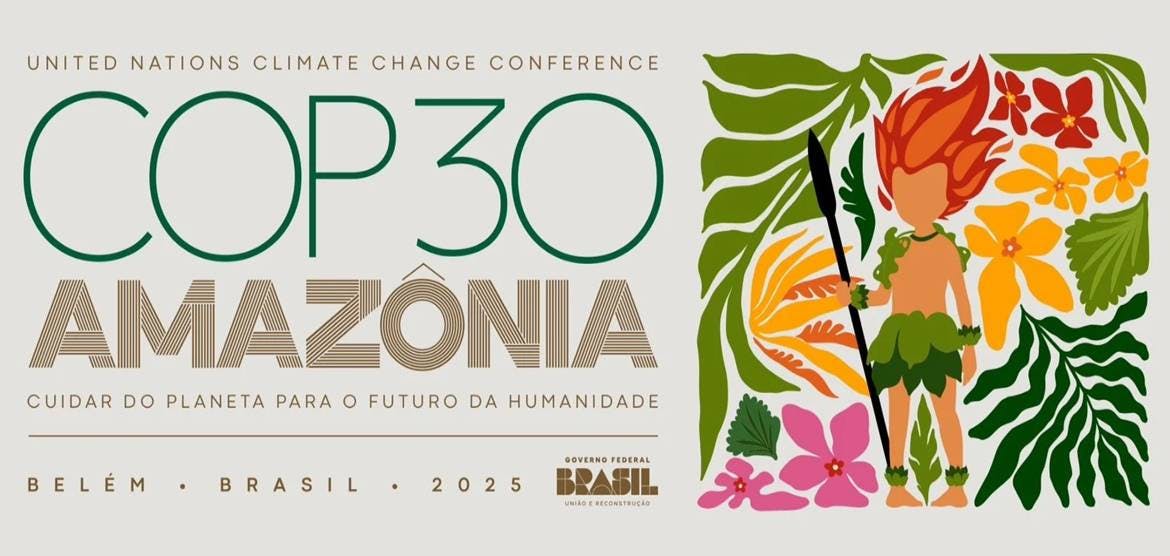 UNITED NATIONS CLIMATE CHANGE CONFERENCE
COP30
AMAZÔNIA
CUIDAR DO PLANETA PARA O FUTURO DA HUMANIDADE
BELÉM • BRASIL • 2025
GOVERNO FEDERAL
BRASIL
UNIÃO E RECONSTRUÇÃO